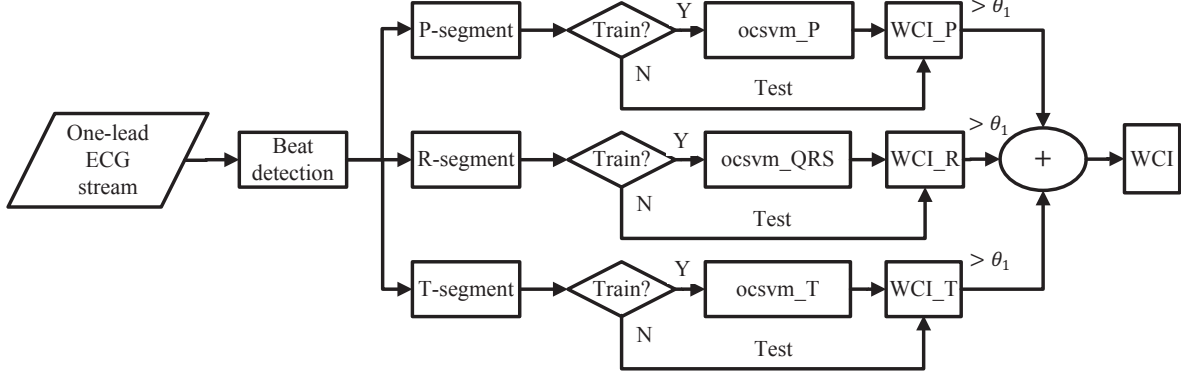 P-segment
Train?
Y
ocsvm_P
WCI_P
> θ1
N
Test
One-lead
ECG
stream
Beat
detection
R-segment
Train?
Y
ocsvm_QRS
WCI_R
> θ1
+
WCI
N
Test
T-segment
Train?
Y
ocsvm_T
WCI_T
> θ1
N
Test